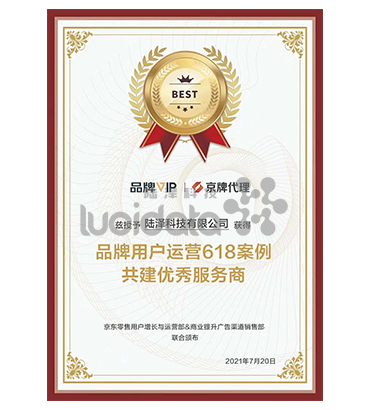 BEST
品牌VIP | 京牌代理
陆泽科技
兹授予 陆泽科技有限公司 获得
品牌用户运营618案例
共建优秀服务商
京东零售用户增长与运营部&商业提升广告渠道销售部
联合颁布
2021年7月20日